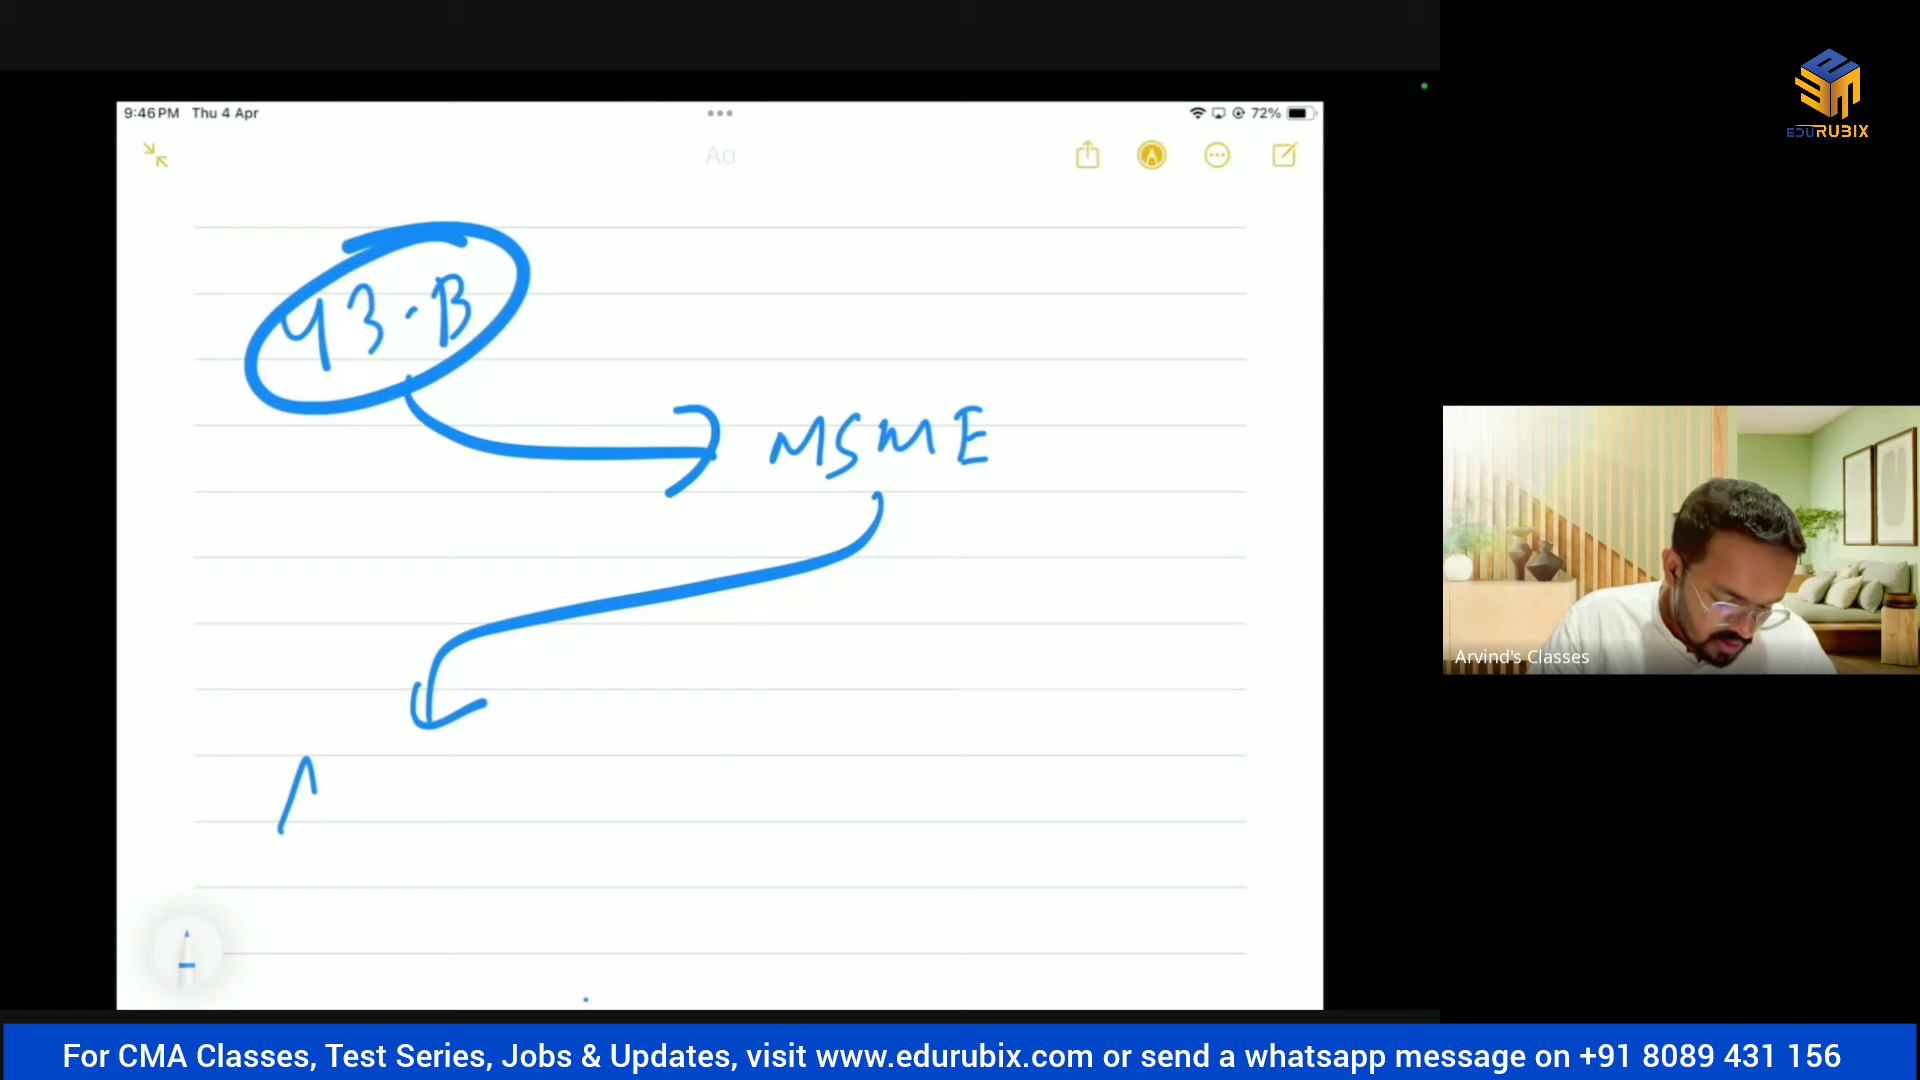 9:46 PM Thu 4 Apr
72%
Aa
EDURUBIX
43-B
MSME
Arvind's Classes
For CMA Classes, Test Series, Jobs & Updates, visit www.edurubix.com or send a whatsapp message on +91 8089 431 156